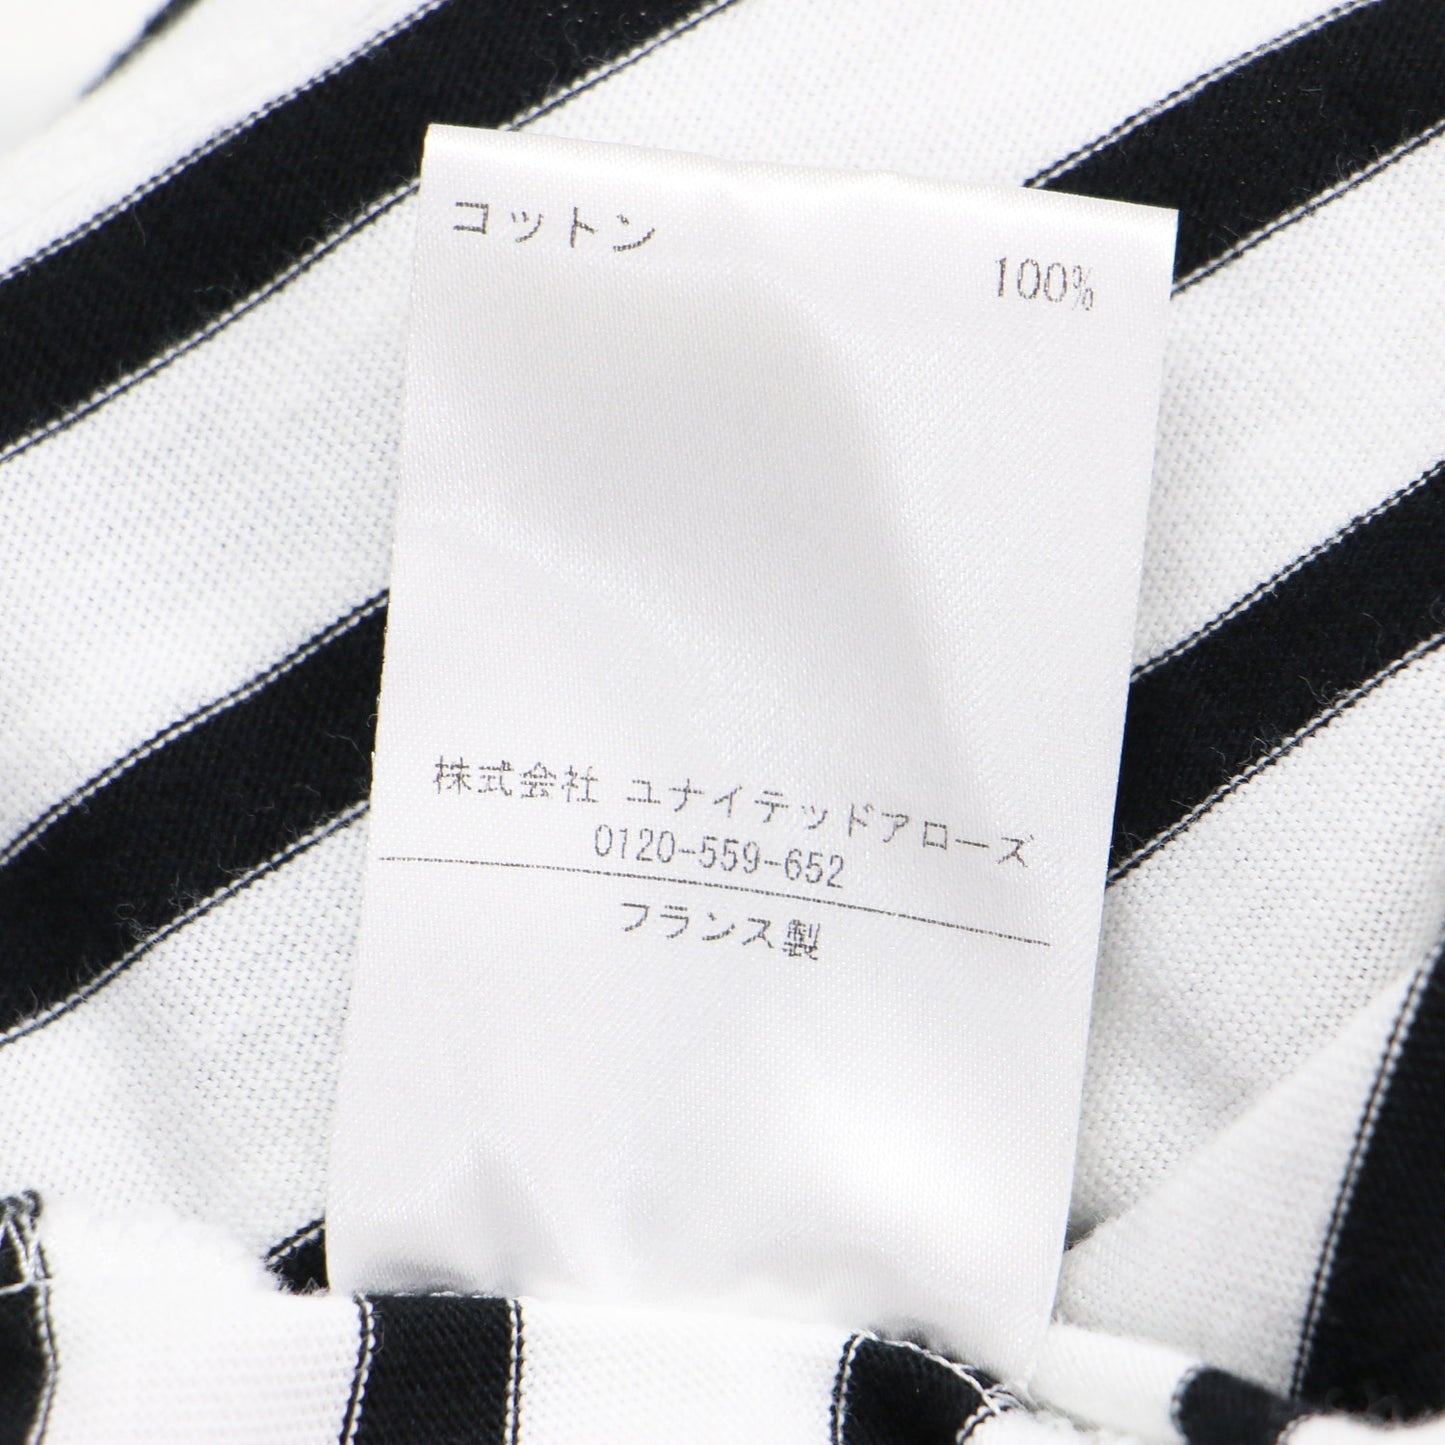 コットン
100%
株式会社 ユナイテッドアローズ
0120-559-652
フランス製